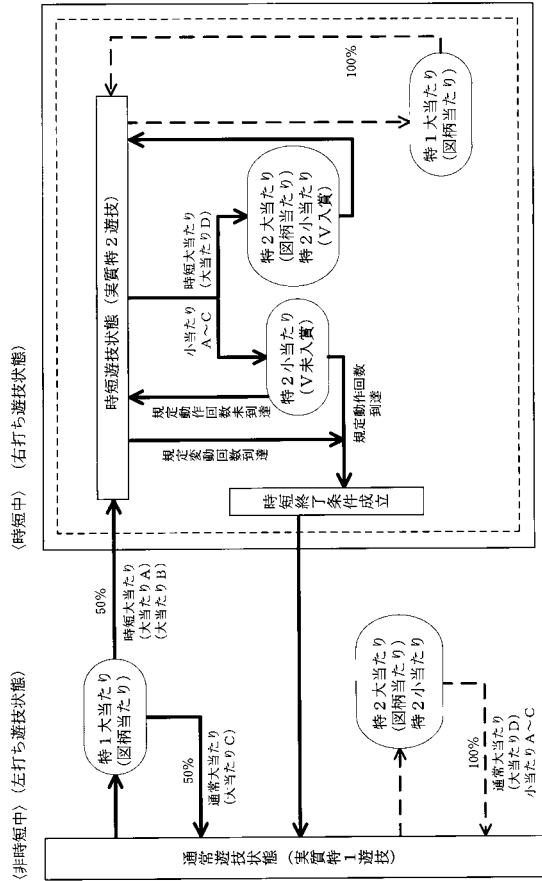 〈非時短中〉(左打ち遊技状態)
通常遊技状態(実質特1遊技)
特1大当たり
(図柄当たり)
50%
時短大当たり
(大当たりA)
(大当たりB)
50%
通常大当たり
(大当たりC)
特2大当たり
(図柄当たり)
特2小当たり
100%
通常大当たり
(大当たりD)
小当たりA~C
〈時短中〉(右打ち遊技状態)
時短遊技状態(実質特2遊技)
規定変動回数到達
規定動作回数未到達
小当たり
A~C
時短大当たり
(大当たりD)
特2小当たり
(V未入賞)
特2大当たり
(図柄当たり)
特2小当たり
(V入賞)
規定動作回数
到達
時短終了条件成立
100%
特1大当たり
(図柄当たり)